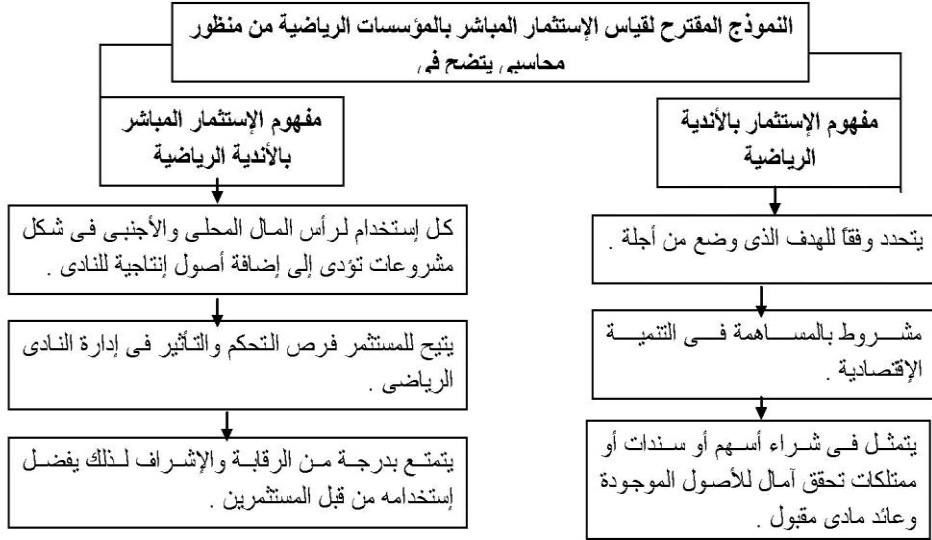 النموذج المقترح لقياس الإستثمار المباشر بالمؤسسات الرياضية من منظور
محاسبى يتضح فى
مفهوم الإستثمار بالأندية
الرياضية
يتحدد وفقاً للهدف الذى وضع من أجلة .
مشروط بالمساهمة فى التنمية
الإقتصادية .
يتمثل فى شراء أسهم أو سندات أو
ممتلكات تحقق آمال للأصول الموجودة
وعائد مادى مقبول .
مفهوم الإستثمار المباشر
بالأندية الرياضية
كل إستخدام لرأس المال المحلى والأجنبى فى شكل
مشروعات تؤدى إلى إضافة أصول إنتاجية للنادى .
يتيح للمستثمر فرص التحكم والتأثير فى إدارة النادى
الرياضى .
يتمتع بدرجة من الرقابة والإشراف لذلك يفضل
إستخدامه من قبل المستثمرين .